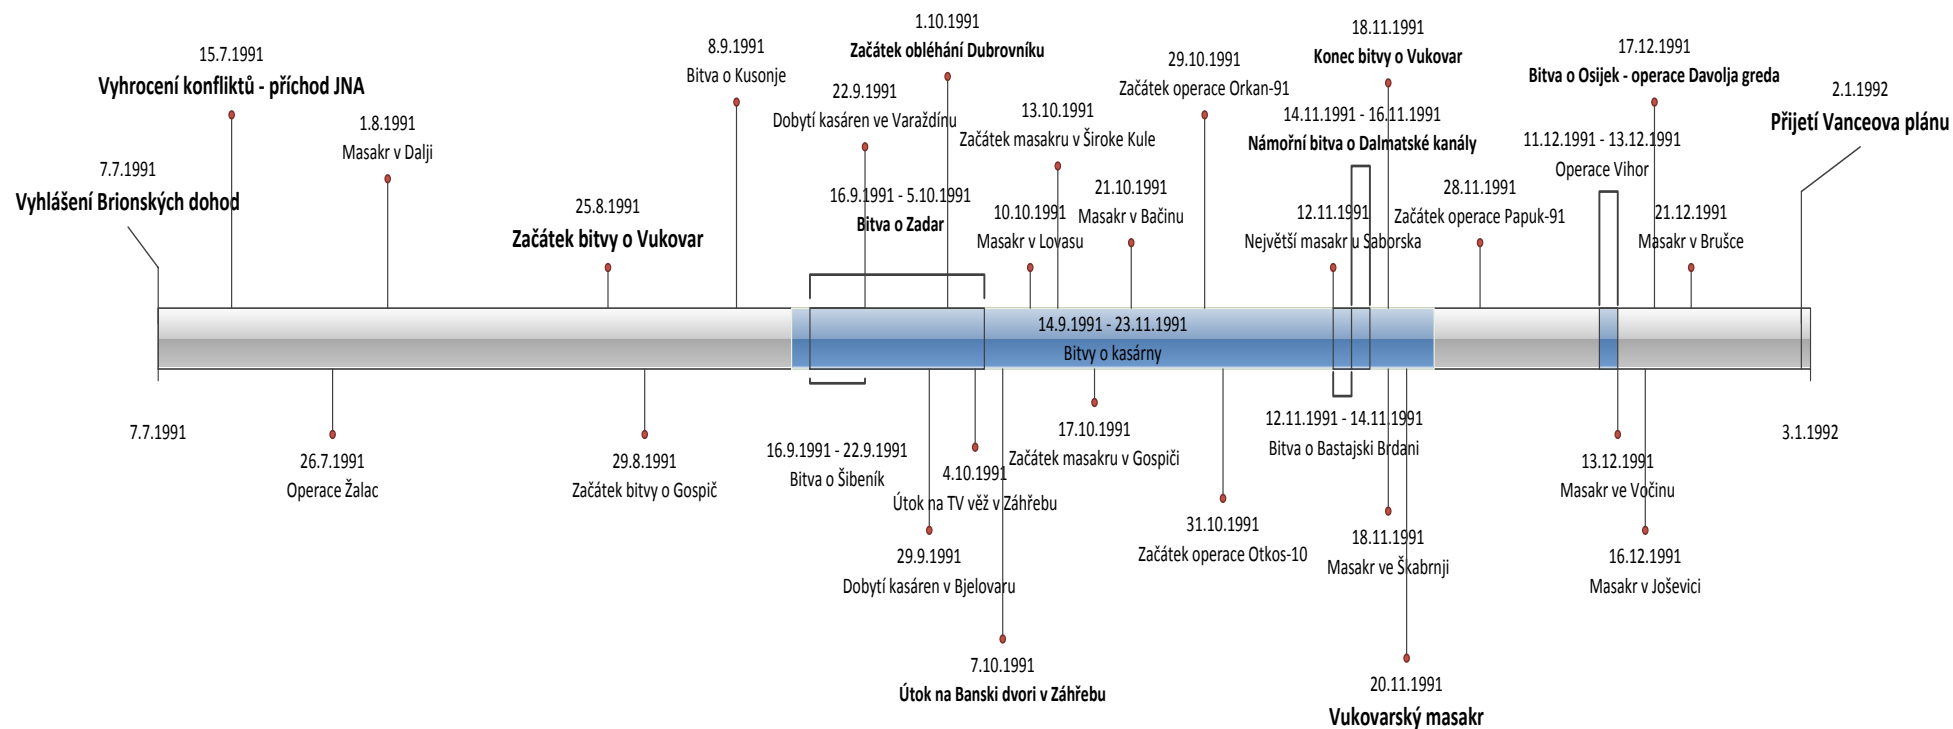 7.7.1991
Vyhlášení Brionských dohod
15.7.1991
Vyhrocení konfliktů - příchod JNA
1.8.1991
Masakr v Dalji
25.8.1991
Začátek bitvy o Vukovar
8.9.1991
Bitva o Kusonje
22.9.1991
Dobytí kasáren ve Varaždínu
1.10.1991
Začátek obléhání Dubrovníku
16.9.1991 - 5.10.1991
Bitva o Zadar
10.10.1991
Masakr v Lovasu
13.10.1991
Začátek masakru v Široke Kule
21.10.1991
Masakr v Bačinu
29.10.1991
Začátek operace Orkan-91
12.11.1991
Největší masakr u Saborska
14.11.1991 - 16.11.1991
Námořní bitva o Dalmatské kanály
18.11.1991
Konec bitvy o Vukovar
28.11.1991
Začátek operace Papuk-91
11.12.1991 - 13.12.1991
Operace Vihor
17.12.1991
Bitva o Osijek - operace Davolja greda
21.12.1991
Masakr v Brušce
2.1.1992
Přijetí Vanceova plánu
14.9.1991 - 23.11.1991
Bitvy o kasárny
7.7.1991
26.7.1991
Operace Žalac
29.8.1991
Začátek bitvy o Gospič
16.9.1991 - 22.9.1991
Bitva o Šibeník
29.9.1991
Dobytí kasáren v Bjelovaru
4.10.1991
Útok na TV věž v Záhřebu
7.10.1991
Útok na Banski dvori v Záhřebu
17.10.1991
Začátek masakru v Gospiči
31.10.1991
Začátek operace Otkos-10
12.11.1991 - 14.11.1991
Bitva o Bastajski Brdani
18.11.1991
Masakr ve Škabrnji
20.11.1991
Vukovarský masakr
13.12.1991
Masakr ve Vočinu
16.12.1991
Masakr v Joševici
3.1.1992